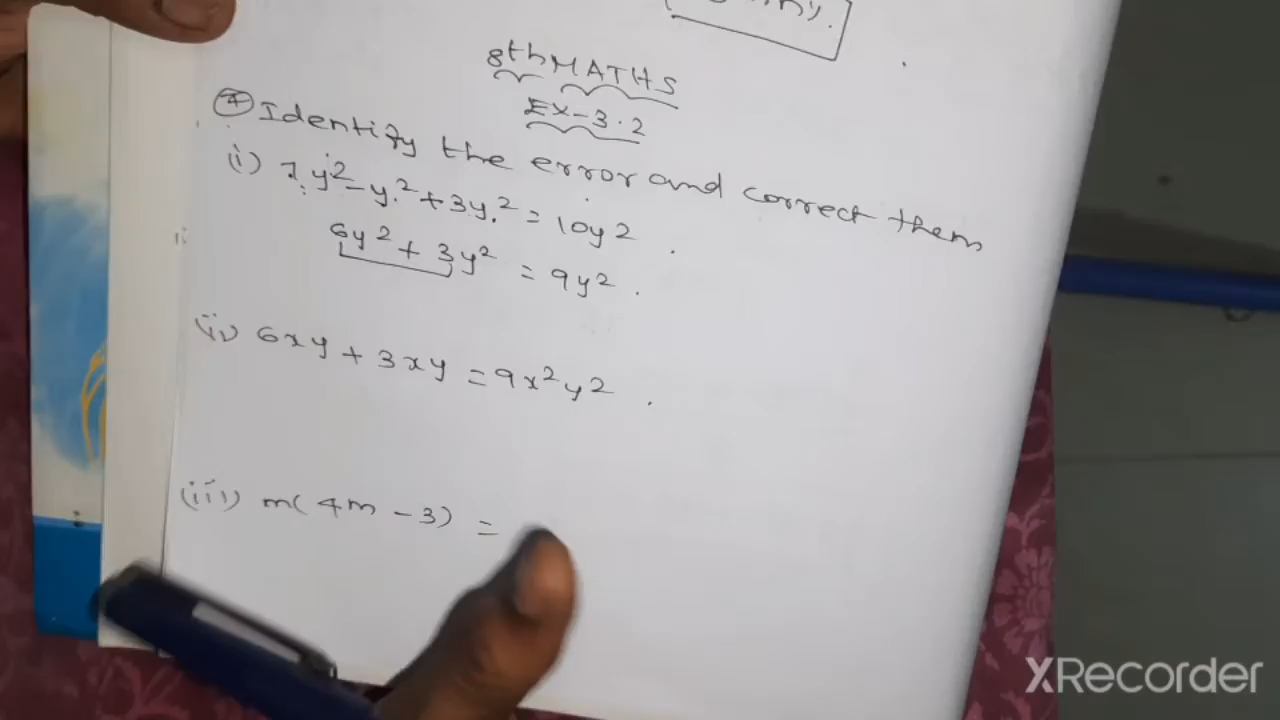 8th MATHS
EX-3.2
④ Identify the error and correct them
(i) 7y²-y²+3y² = 10y²
6y² + 3y² = 9y².
(ii) 6xy + 3xy = 9x²y²
(iii) m(4m - 3) =
XRecorder